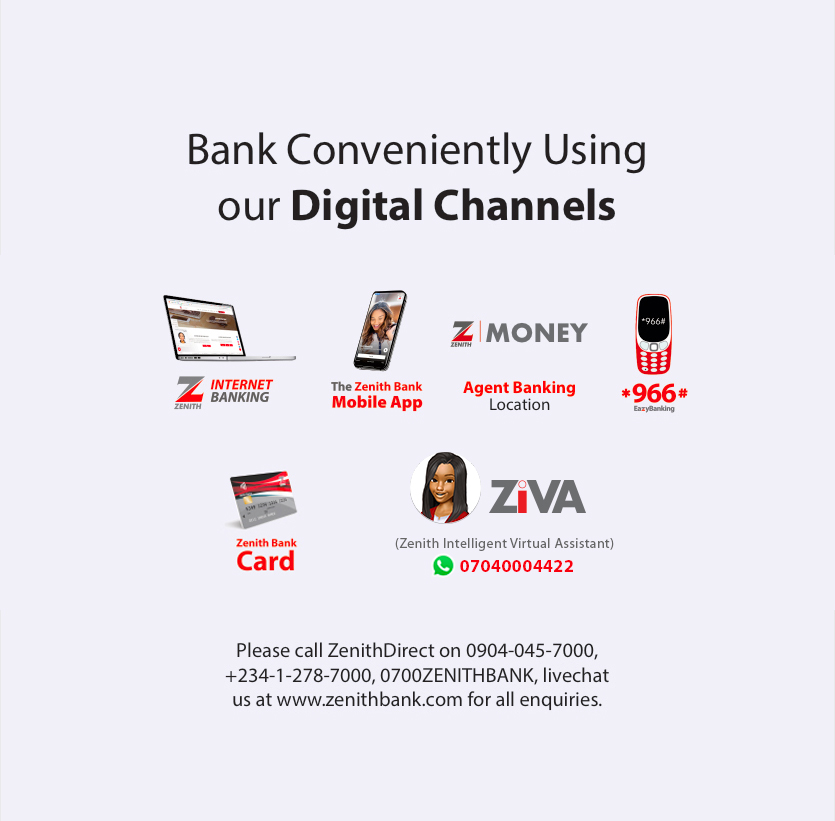 Bank Conveniently Using
our Digital Channels
*966#
Z | MONEY
ZENITH
INTERNET
BANKING
ZENITH
The Zenith Bank
Mobile App
Agent Banking
Location
*966#
EazyBanking
ZiVA
Zenith Bank
Card
(Zenith Intelligent Virtual Assistant)
07040004422
Please call ZenithDirect on 0904-045-7000,
+234-1-278-7000, 0700ZENITHBANK, livechat
us at www.zenithbank.com for all enquiries.